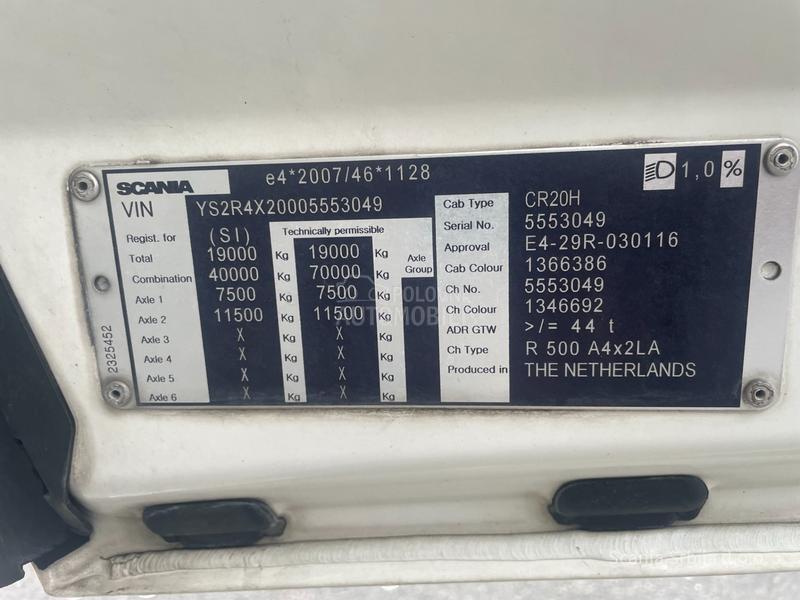 SCANIA e4*2007/46*1128 1,0 %
VIN YS2R4X20005553049
Regist. for (SI) Technically permissible
Total 19000 Kg 19000 Kg Axle Group
Combination 40000 Kg 70000 Kg
Axle 1 7500 Kg 7500 Kg
Axle 2 11500 Kg 11500 Kg
Axle 3 X Kg X Kg
Axle 4 X Kg X Kg
Axle 5 X Kg X Kg
Axle 6 X Kg X Kg
2325452
Cab Type CR20H
Serial No. 5553049
Approval E4-29R-030116
Cab Colour 1366386
Ch No. 5553049
Ch Colour 1346692
ADR GTW >/= 44 t
Ch Type R 500 A4x2LA
Produced in THE NETHERLANDS
POLOVNI
AUTOMOBILI